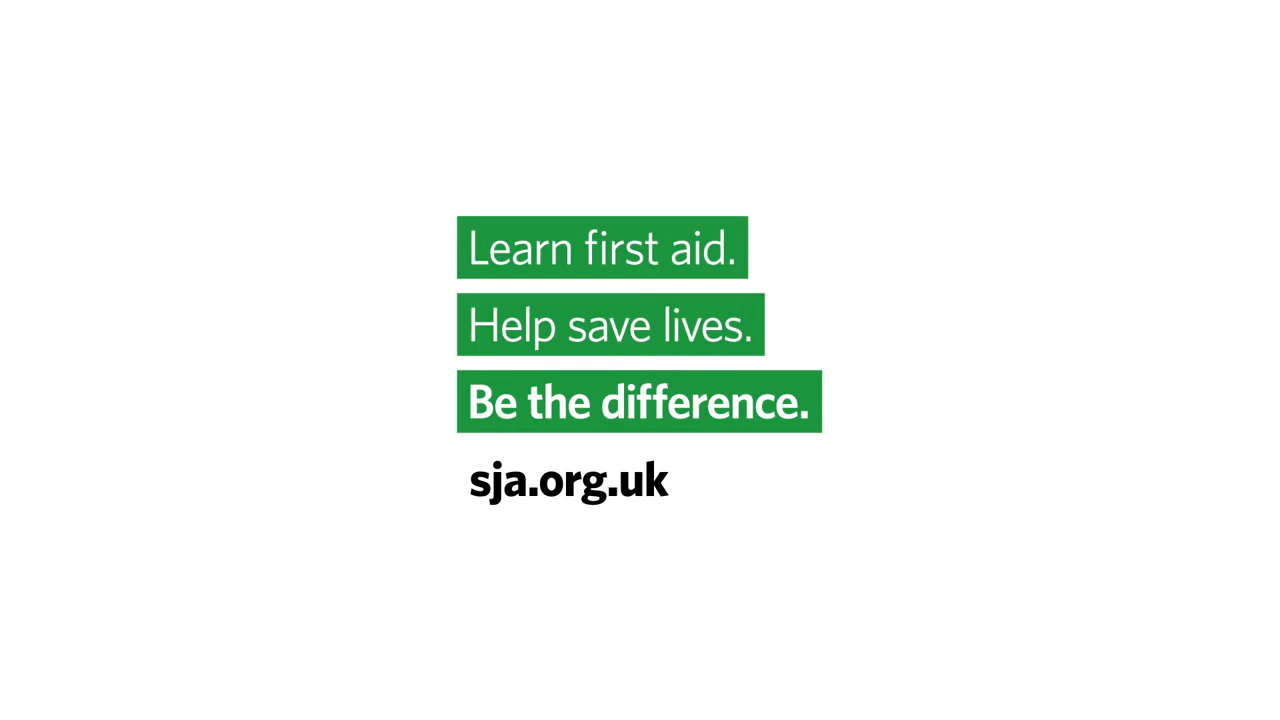 Learn first aid.
Help save lives.
Be the difference.
sja.org.uk